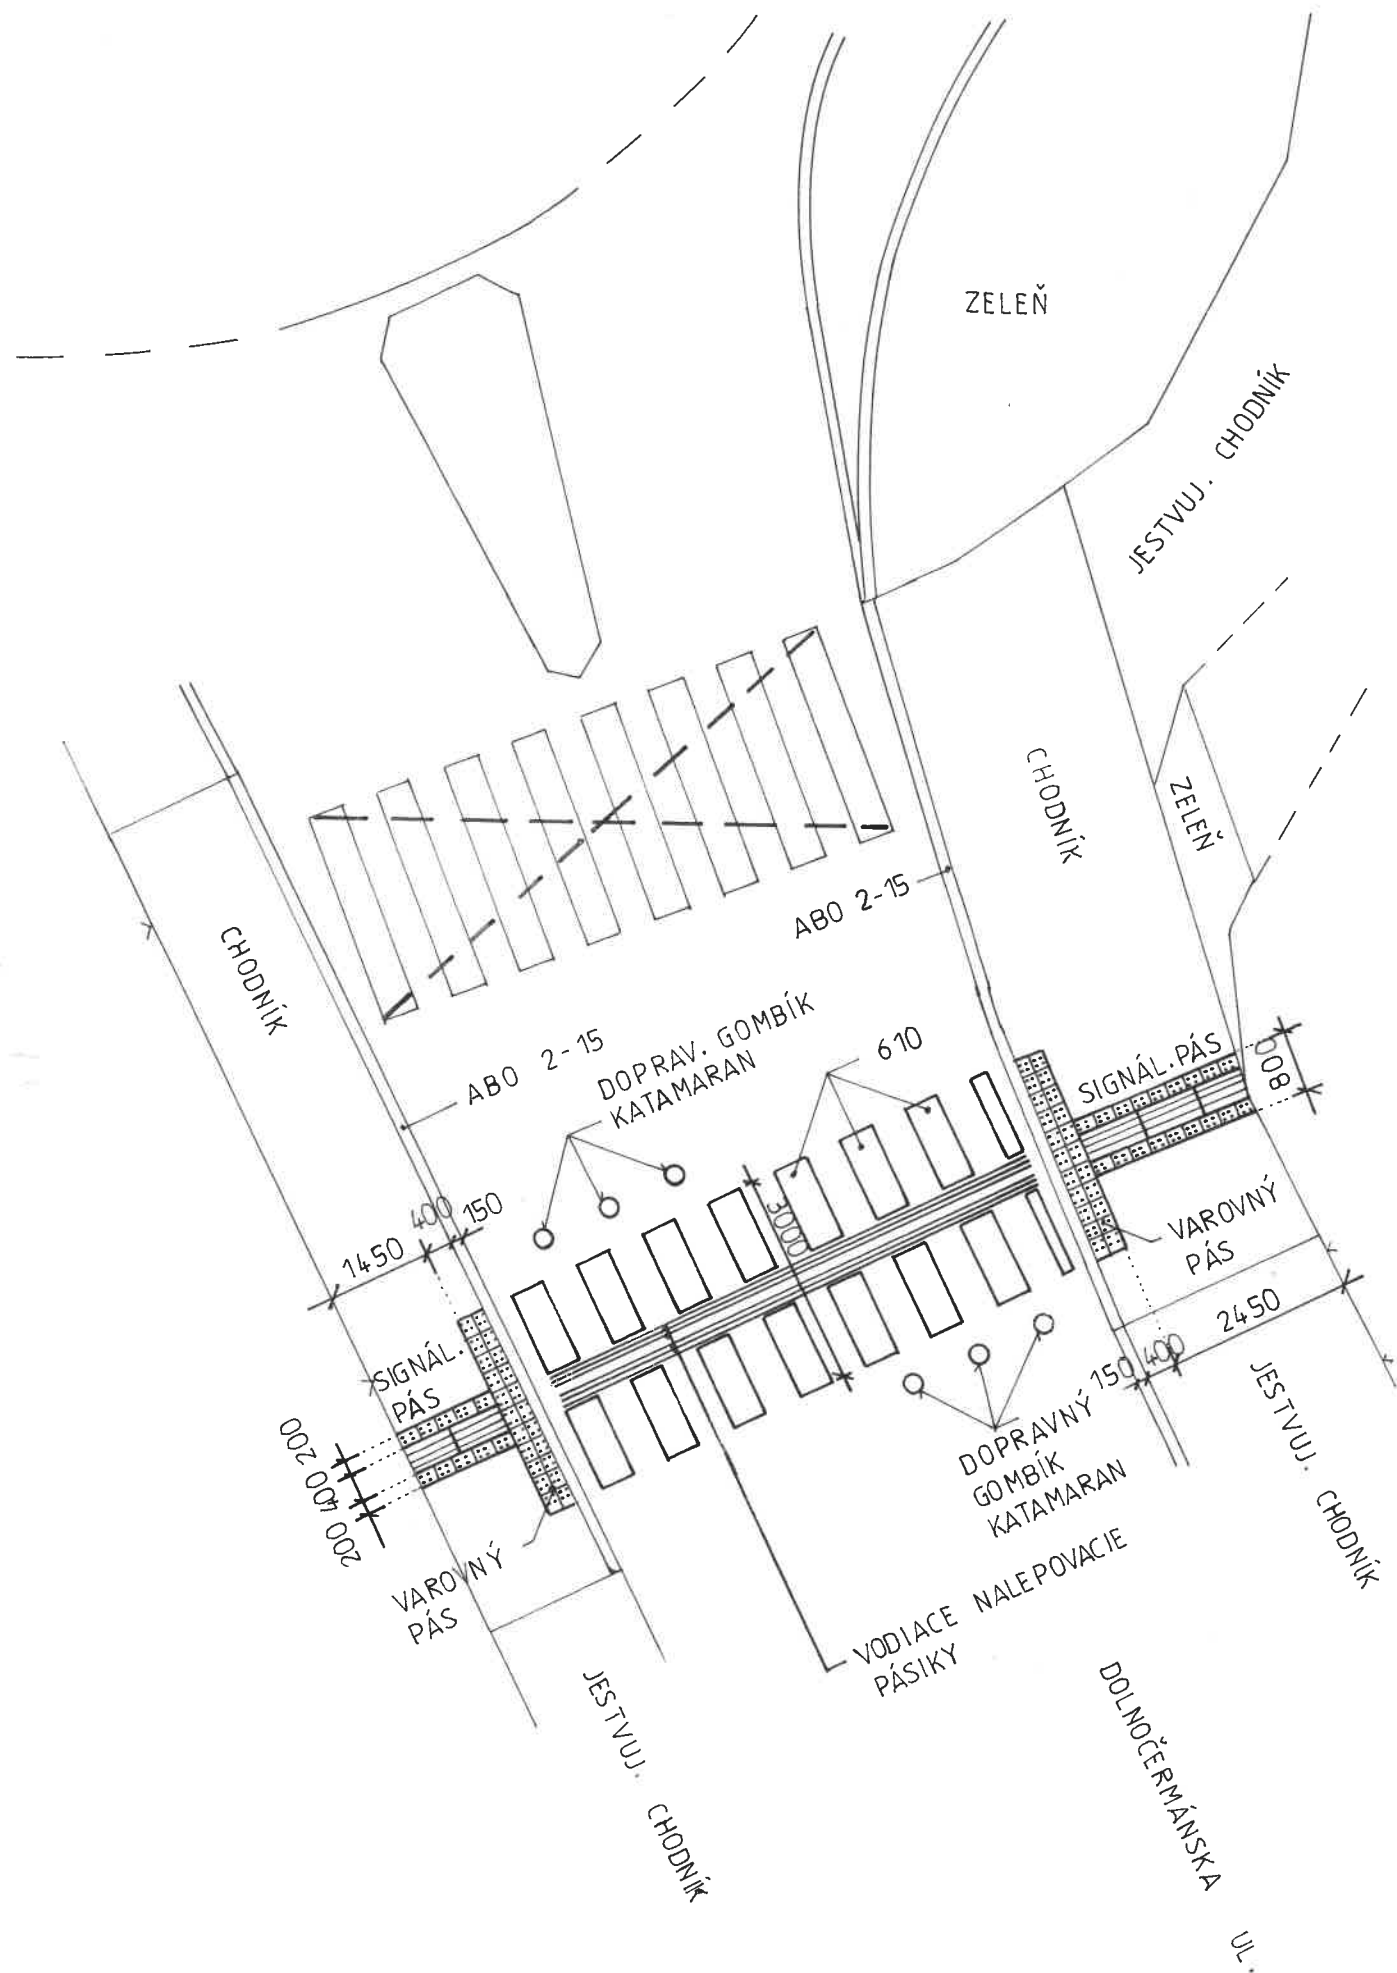 ZELEŇ
JESTVUJ. CHODNÍK
CHODNÍK
ZELEŇ
CHODNÍK
ABO 2-15
ABO 2-15
DOPRAV. GOMBÍK
KATAMARAN
610
SIGNÁL. PÁS
800
3000
VAROVNÝ
PÁS
1450
400
150
2450
150
400
SIGNÁL.
PÁS
200
400
200
VAROVNÝ
PÁS
DOPRAVNÝ
GOMBÍK
KATAMARAN
JESTVUJ. CHODNÍK
VODIACE NALEPOVACIE
PÁSIKY
JESTVUJ. CHODNÍK
DOLNOČERMÁNSKA UL.